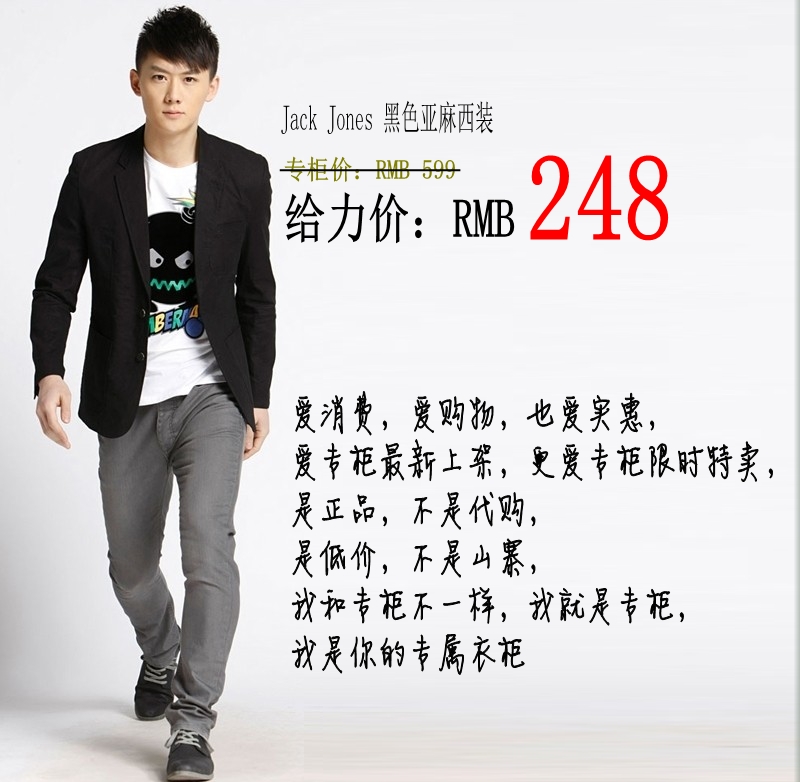 Jack Jones 黑色亚麻西装
专柜价：RMB 599
给力价：RMB 248
爱消费，爱购物，也爱实惠，
爱专柜最新上架，更爱专柜限时特卖，
是正品，不是代购，
是低价，不是山寨，
我和专柜不一样，我就是专柜，
我是你的专属衣柜